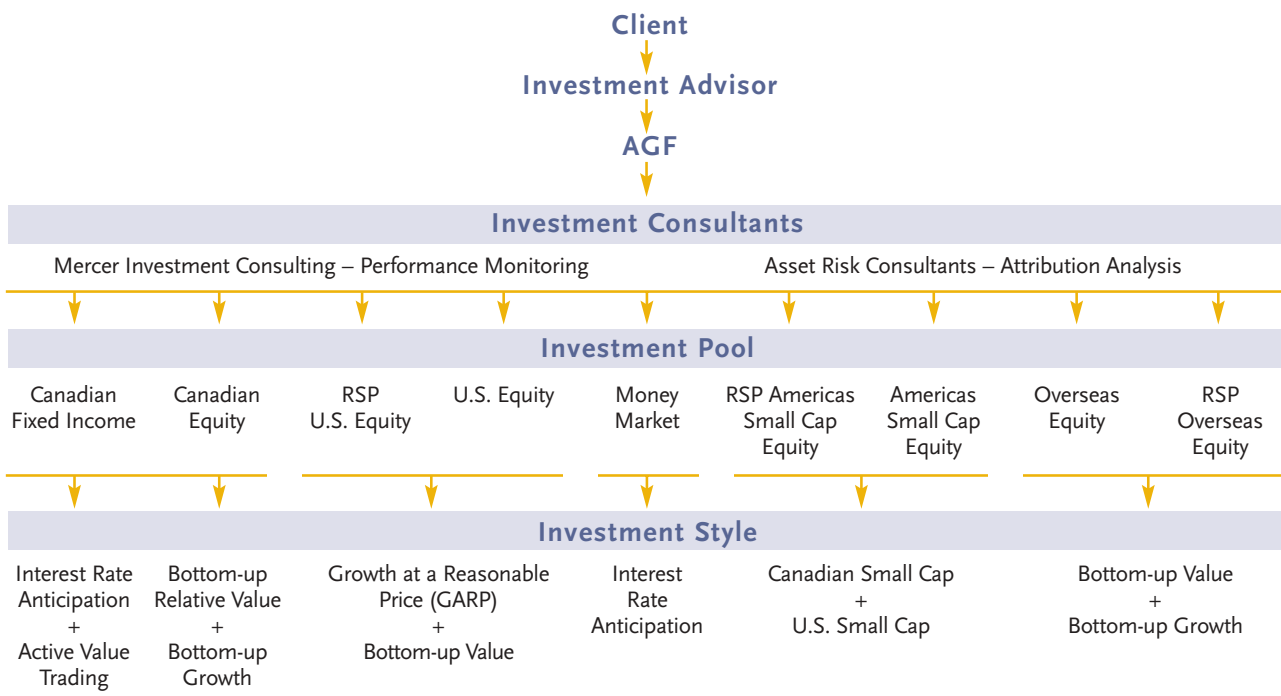 Client
Investment Advisor
AGF
Investment Consultants
Mercer Investment Consulting – Performance Monitoring
Asset Risk Consultants – Attribution Analysis
Investment Pool
Canadian
Fixed Income
Canadian
Equity
RSP
U.S. Equity
U.S. Equity
Money
Market
RSP Americas
Small Cap
Equity
Americas
Small Cap
Equity
Overseas
Equity
RSP
Overseas
Equity
Investment Style
Interest Rate
Anticipation
+
Active Value
Trading
Bottom-up
Relative Value
+
Bottom-up
Growth
Growth at a Reasonable
Price (GARP)
+
Bottom-up Value
Interest
Rate
Anticipation
Canadian Small Cap
+
U.S. Small Cap
Bottom-up Value
+
Bottom-up Growth